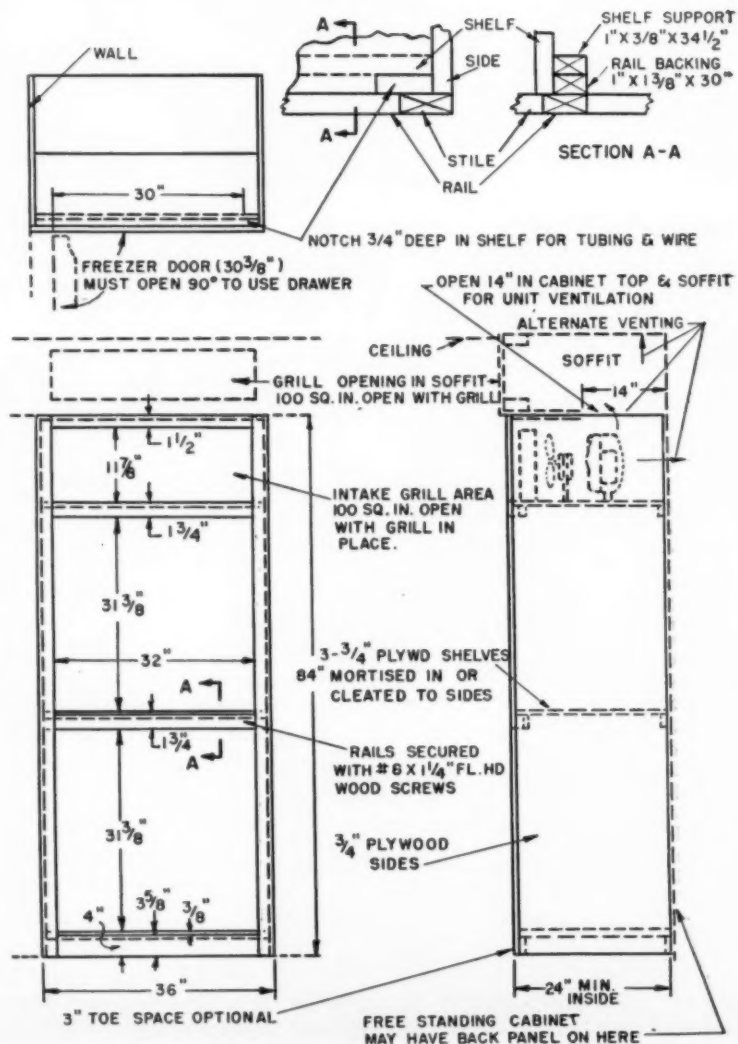 A
SHELF
SHELF SUPPORT
1" X 3/8" X 34 1/2"
WALL
SIDE
RAIL BACKING
1" X 1 3/8" X 30"
A
STILE
RAIL
SECTION A-A
30"
NOTCH 3/4" DEEP IN SHELF FOR TUBING & WIRE
FREEZER DOOR (30 3/8")
MUST OPEN 90° TO USE DRAWER
OPEN 14" IN CABINET TOP & SOFFIT
FOR UNIT VENTILATION
ALTERNATE VENTING
CEILING
SOFFIT
GRILL OPENING IN SOFFIT
100 SQ. IN. OPEN WITH GRILL
14"
1 1/2"
11 7/8"
INTAKE GRILL AREA
100 SQ. IN. OPEN
WITH GRILL IN
PLACE.
1 3/4"
31 3/8"
32"
3-3/4" PLYWD SHELVES
MORTISED IN OR
CLEATED TO SIDES
84"
A
1 3/4"
A
RAILS SECURED
WITH #6 X 1 1/4" FL. HD
WOOD SCREWS
31 3/8"
3/4" PLYWOOD
SIDES
3 5/8"
3/8"
4"
36"
24" MIN.
INSIDE
3" TOE SPACE OPTIONAL
FREE STANDING CABINET
MAY HAVE BACK PANEL ON HERE